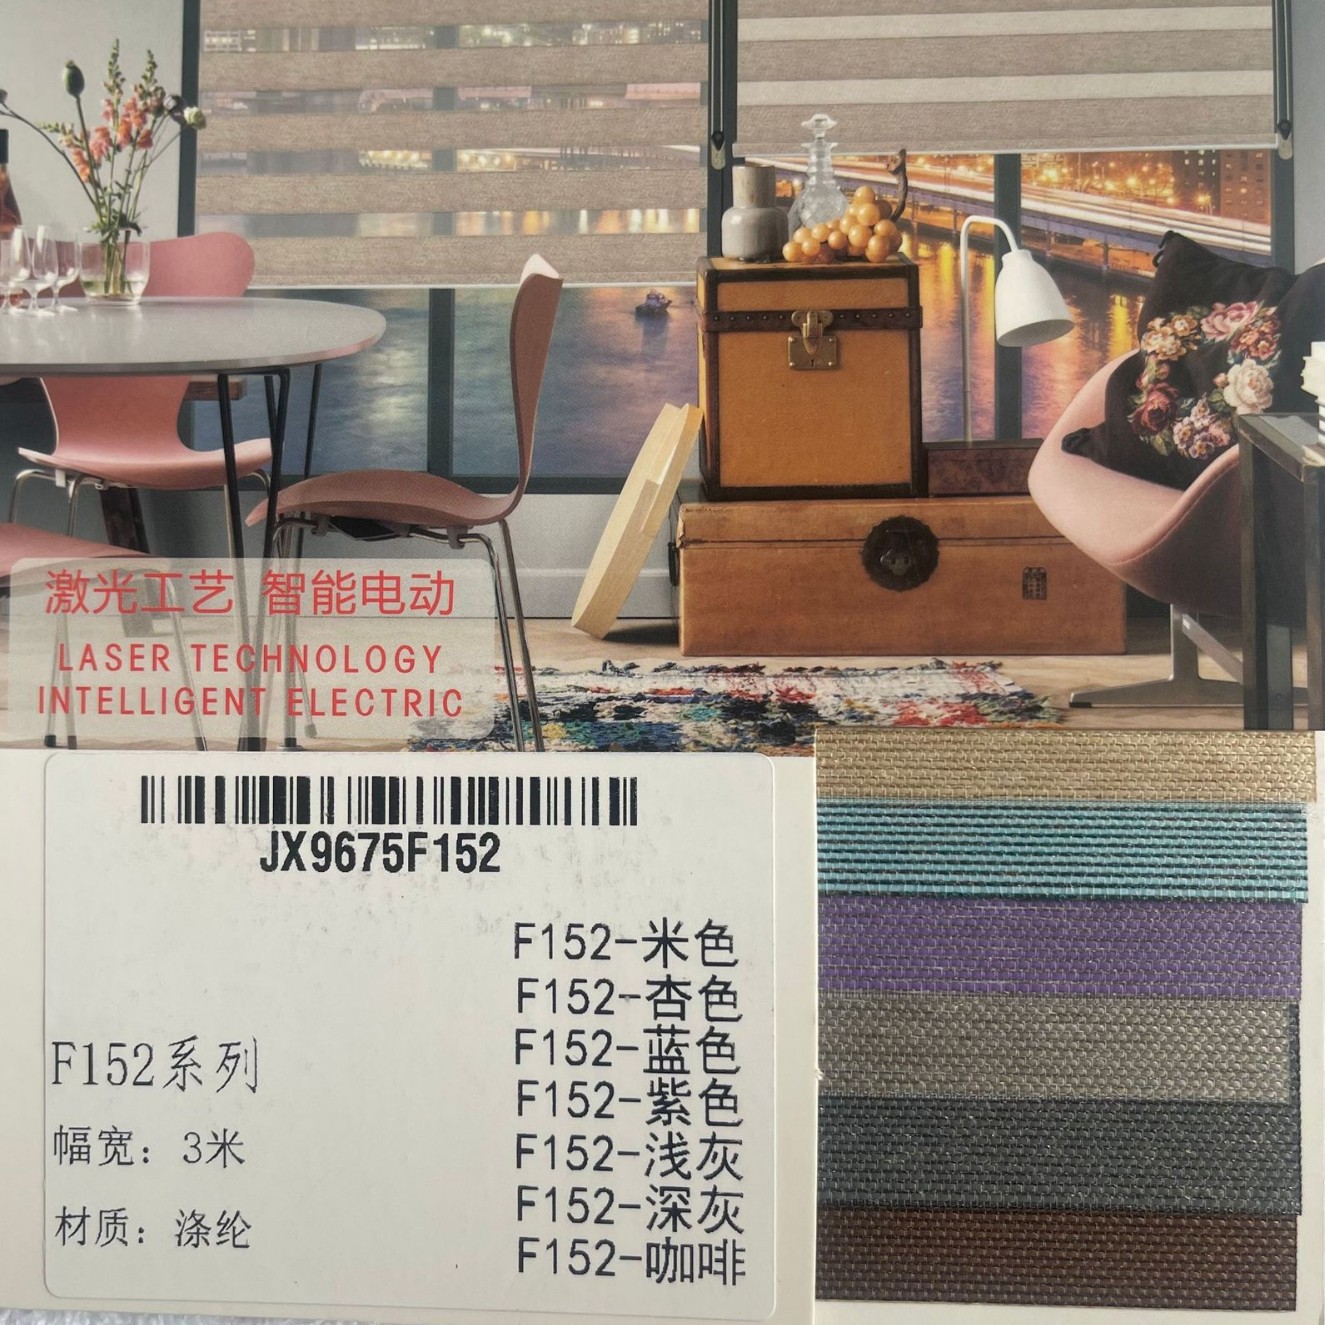 激光工艺 智能电动
LASER TECHNOLOGY
INTELLIGENT ELECTRIC
JX9675F152
F152系列
幅宽：3米
材质：涤纶
F152-米色
F152-杏色
F152-蓝色
F152-紫色
F152-浅灰
F152-深灰
F152-咖啡